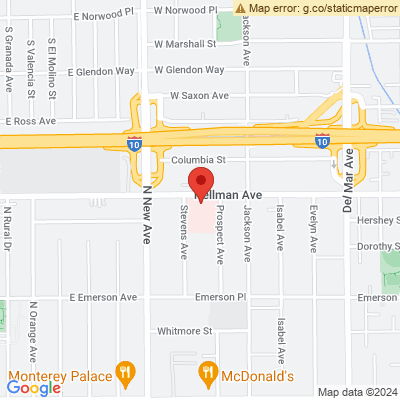 Map error: g.co/staticmaperror
E Norwood Pl
W Norwood St
W Marshall St
E Glendon Way
W Glendon Way
W Saxon Ave
E Ross Ave
S Granada Ave
S Valencia St
S El Molino St
Jackson Ave
10
10
Columbia St
Hellman Ave
Del Mar Ave
N New Ave
N Rural Dr
Stevens Ave
Prospect Ave
Jackson Ave
Isabel Ave
Evelyn Ave
Hershey St
Dorothy S
E Emerson Ave
Emerson Pl
Emerson
N Orange Ave
Whitmore St
Isabel Ave
Monterey Palace
McDonald's
Google
Map data ©2024